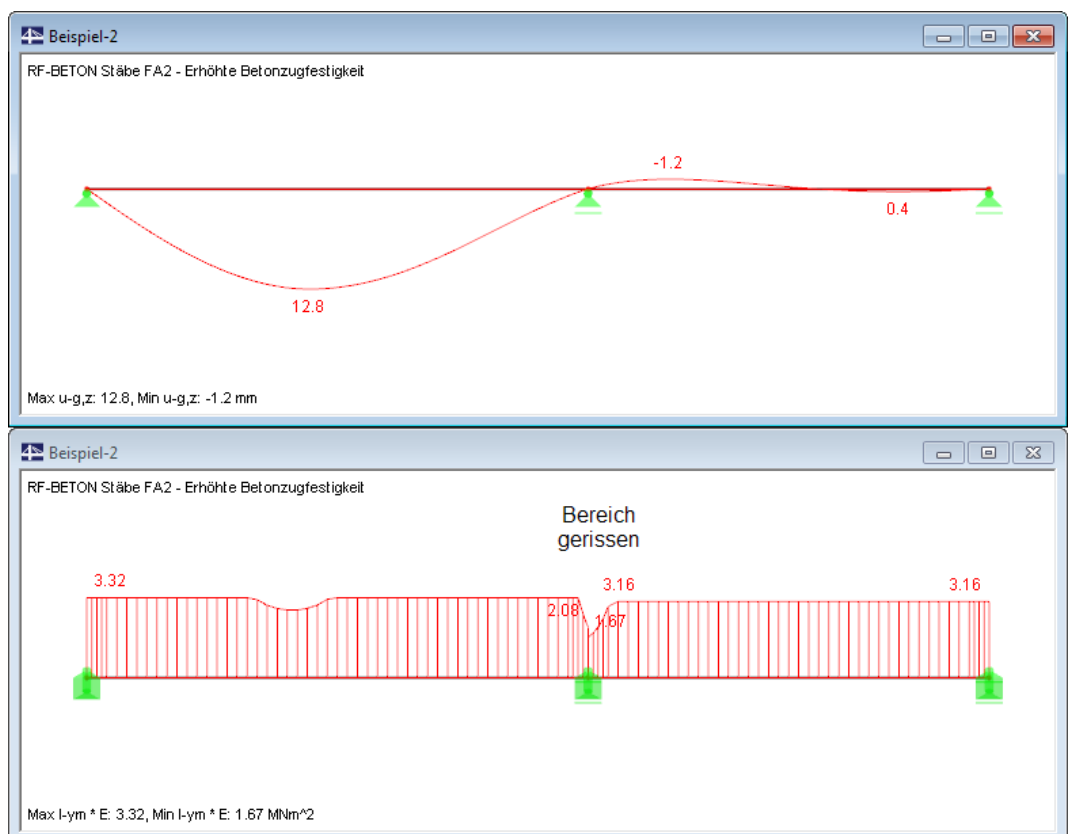 Beispiel-2
RF-BETON Stäbe FA2 - Erhöhte Betonzugfestigkeit
-1.2
0.4
12.8
Max u-g,z: 12.8, Min u-g,z: -1.2 mm
Beispiel-2
RF-BETON Stäbe FA2 - Erhöhte Betonzugfestigkeit
Bereich
gerissen
3.32 3.16 3.16
2.08 1.67
Max I-ym * E: 3.32, Min I-ym * E: 1.67 MNm^2